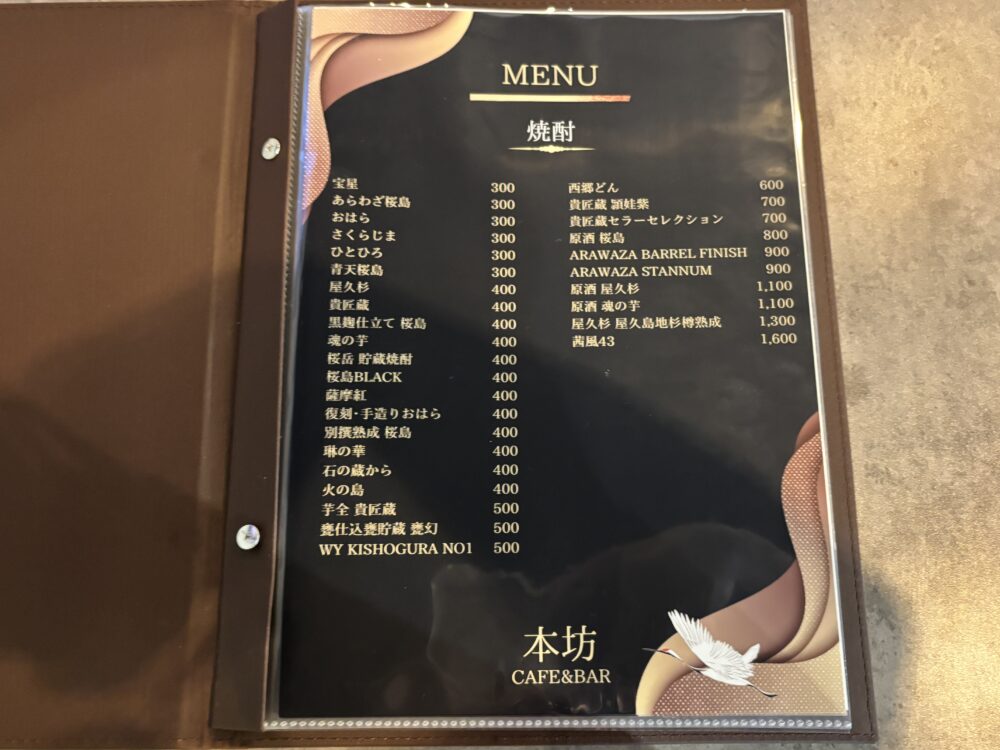 MENU
焼酎
宝星 300
あらわざ桜島 300
おはら 300
さくらじま 300
ひとひろ 300
青天桜島 300
屋久杉 400
貴匠蔵 400
黒麹仕立て 桜島 400
魂の芋 400
桜岳 貯蔵焼酎 400
桜島BLACK 400
薩摩紅 400
復刻・手造りおはら 400
別撰熟成 桜島 400
琳の華 400
石の蔵から 400
火の島 400
芋全 貴匠蔵 500
甕仕込甕貯蔵 甕幻 500
WY KISHOGURA NO1 500
西郷どん 600
貴匠蔵 頴娃紫 700
貴匠蔵セラーセレクション 700
原酒 桜島 800
ARAWAZA BARREL FINISH 900
ARAWAZA STANNUM 900
原酒 屋久杉 1,100
原酒 魂の芋 1,100
屋久杉 屋久島地杉樽熟成 1,300
茜風43 1,600
本坊
CAFE&BAR